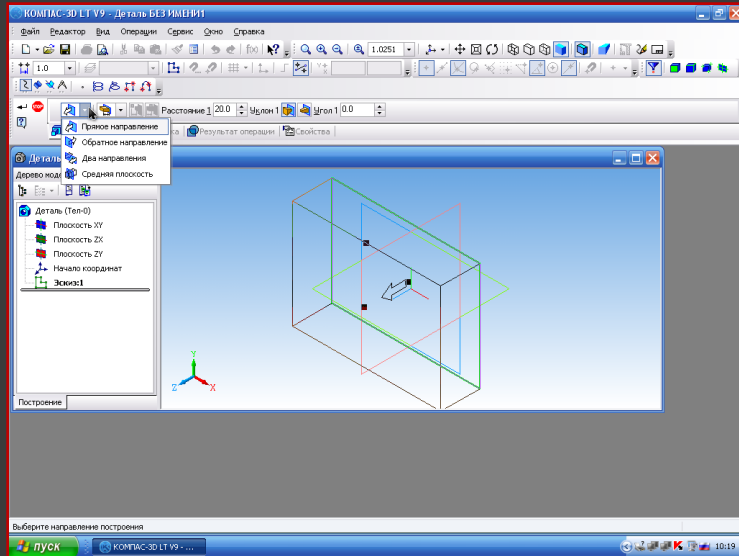 КОМПАС-3D LT V9 - Деталь БЕЗ ИМЕНИ1
Файл Редактор Вид Операции Сервис Окно Справка
1.0251
1.0
Расстояние 1 20.0 Уклон 1 Угол 1 0.0
Результат операции Свойства
Прямое направление
Обратное направление
Два направления
Средняя плоскость
Деталь
Дерево мод
Деталь (Тел-0)
Плоскость XY
Плоскость ZX
Плоскость ZY
Начало координат
Эскиз:1
Y
Z X
Построение
Выберите направление построения
пуск КОМПАС-3D LT V9 - ... 10:19